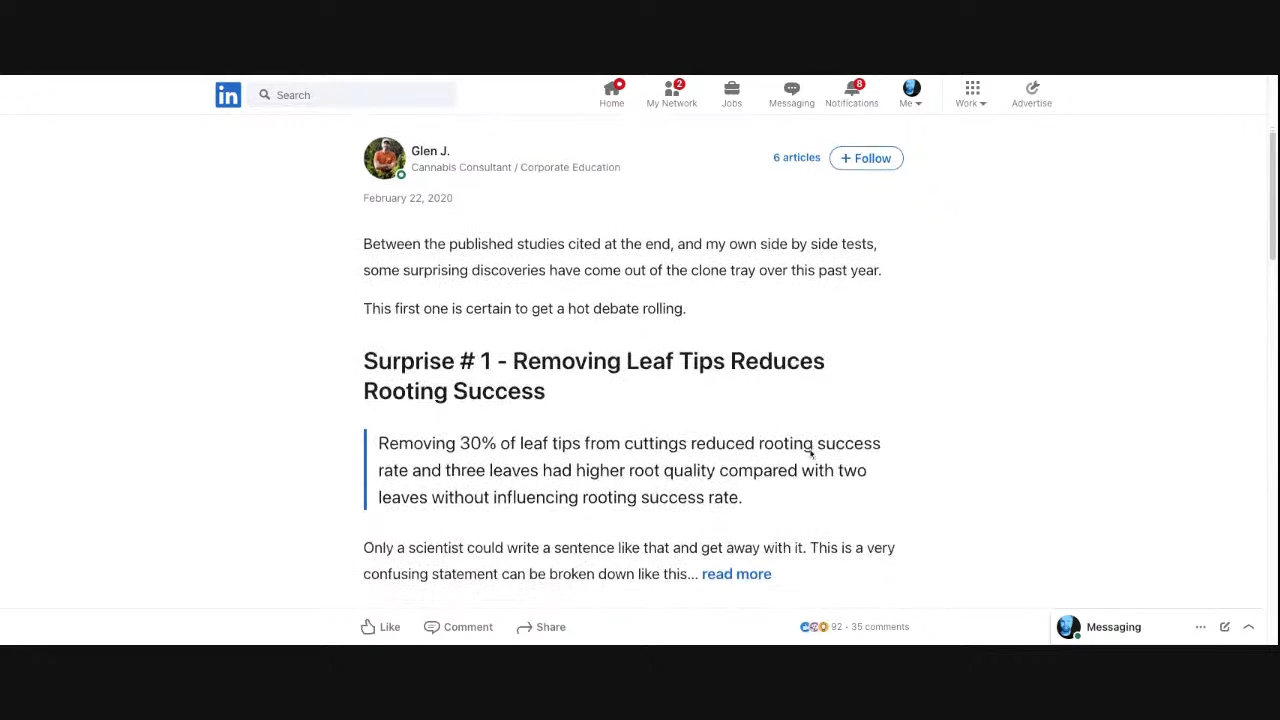 in
Search
2
8
Home
My Network
Jobs
Messaging
Notifications
Me
Work
Advertise
Glen J.
Cannabis Consultant / Corporate Education
6 articles
+ Follow
February 22, 2020
Between the published studies cited at the end, and my own side by side tests,
some surprising discoveries have come out of the clone tray over this past year.
This first one is certain to get a hot debate rolling.
Surprise # 1 - Removing Leaf Tips Reduces
Rooting Success
Removing 30% of leaf tips from cuttings reduced rooting success
rate and three leaves had higher root quality compared with two
leaves without influencing rooting success rate.
Only a scientist could write a sentence like that and get away with it. This is a very
confusing statement can be broken down like this... read more
Like
Comment
Share
92 · 35 comments
Messaging